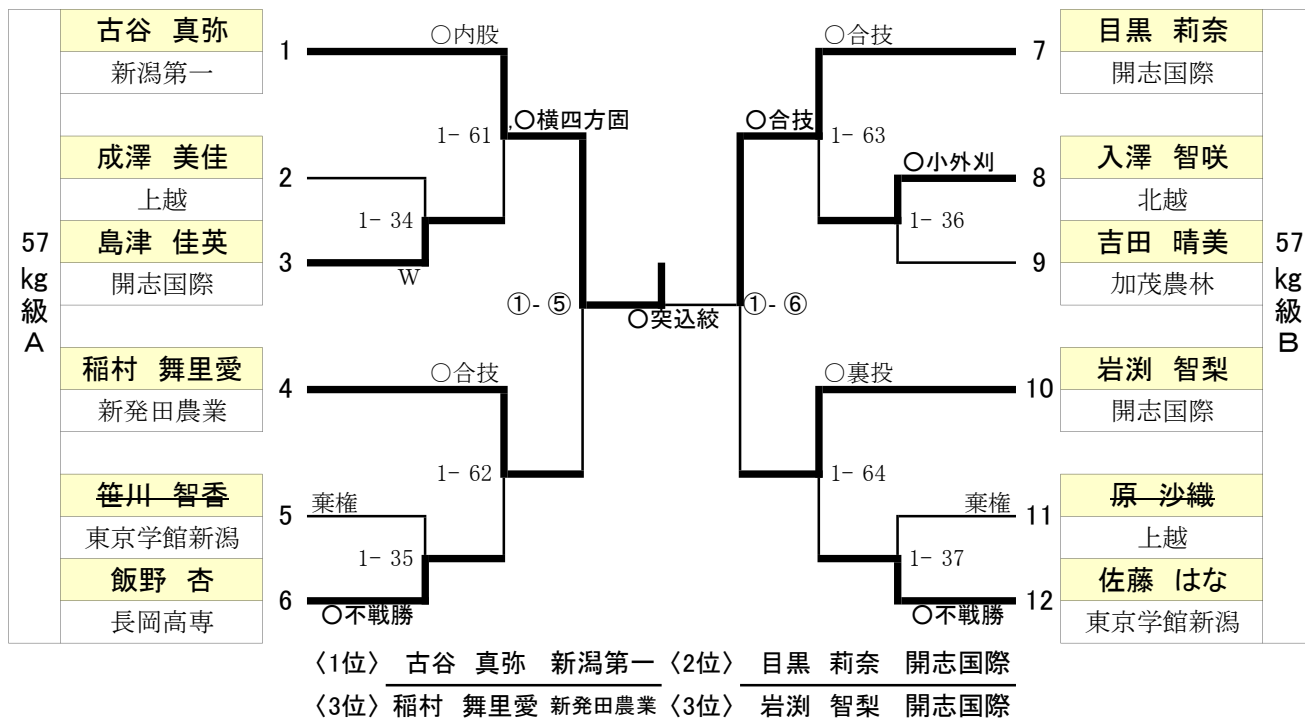 古谷 真弥
新潟第一
1
○内股
1- 61
,○横四方固
成澤 美佳
上越
2
1- 34
島津 佳英
開志国際
3
W
57
kg
級
A
①- ⑤
○突込絞
稲村 舞里愛
新発田農業
4
○合技
1- 62
笹川 智香
東京学館新潟
5
棄権
1- 35
飯野 杏
長岡高専
6
○不戦勝
目黒 莉奈
開志国際
7
○合技
1- 63
○合技
入澤 智咲
北越
8
○小外刈
1- 36
吉田 晴美
加茂農林
9
57
kg
級
B
①- ⑥
岩渕 智梨
開志国際
10
○裏投
1- 64
原 沙織
上越
11
棄権
1- 37
佐藤 はな
東京学館新潟
12
○不戦勝
〈1位〉 古谷 真弥 新潟第一 〈2位〉 目黒 莉奈 開志国際
〈3位〉 稲村 舞里愛 新発田農業 〈3位〉 岩渕 智梨 開志国際